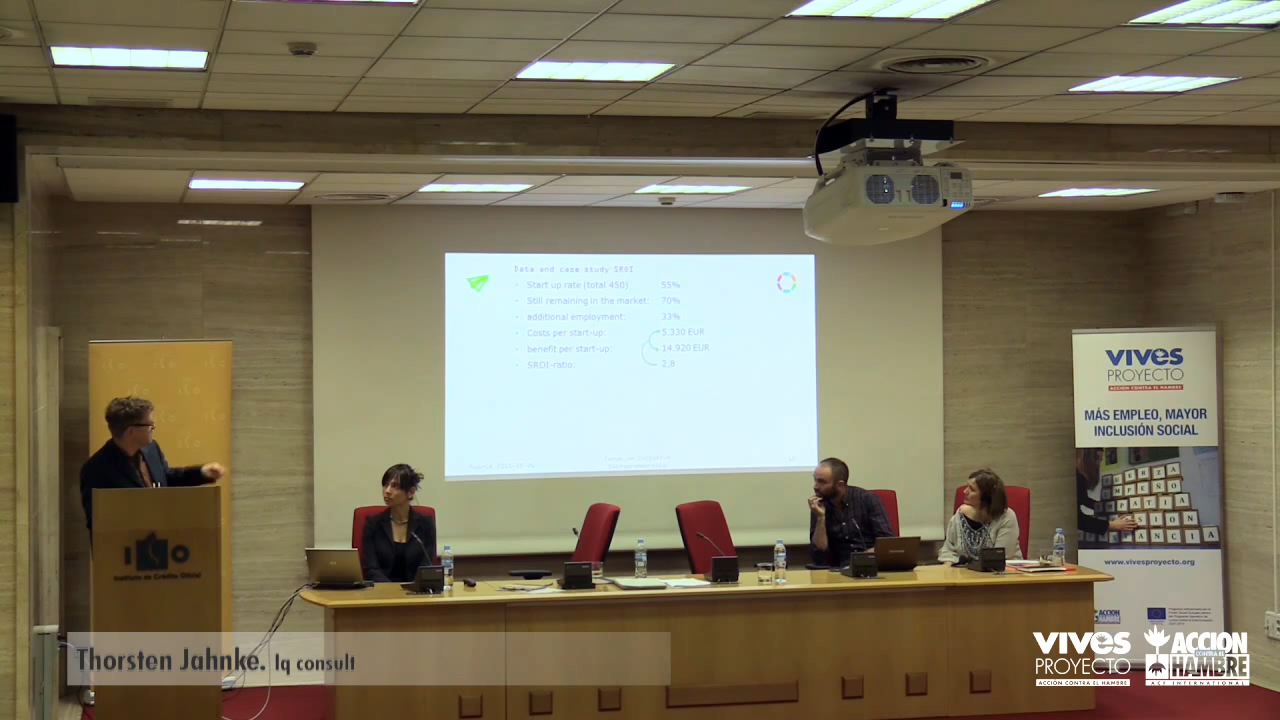 Data and case study SROI
• Start up rate (total 450) 55%
• Still remaining in the market: 70%
• additional employment: 33%
• Costs per start-up: 5.330 EUR
• benefit per start-up: 14.920 EUR
• SROI-ratio: 2,8
VIVES
PROYECTO
ACCIÓN CONTRA EL HAMBRE
MÁS EMPLEO, MAYOR
INCLUSIÓN SOCIAL
www.vivesproyecto.org
ICO
Instituto de Crédito Oficial
Thorsten Jahnke. Iq consult
VIVES
PROYECTO
ACCIÓN CONTRA EL HAMBRE
ACCION
CONTRA EL
HAMBRE
ACF INTERNATIONAL